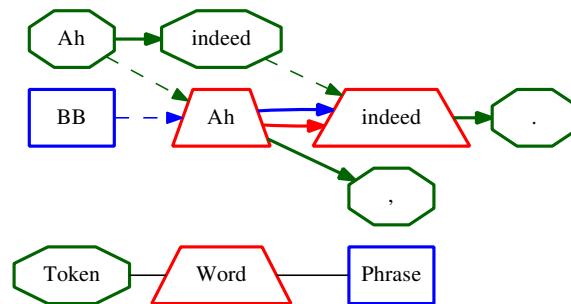 Ah indeed
BB Ah indeed .
,
Token Word Phrase